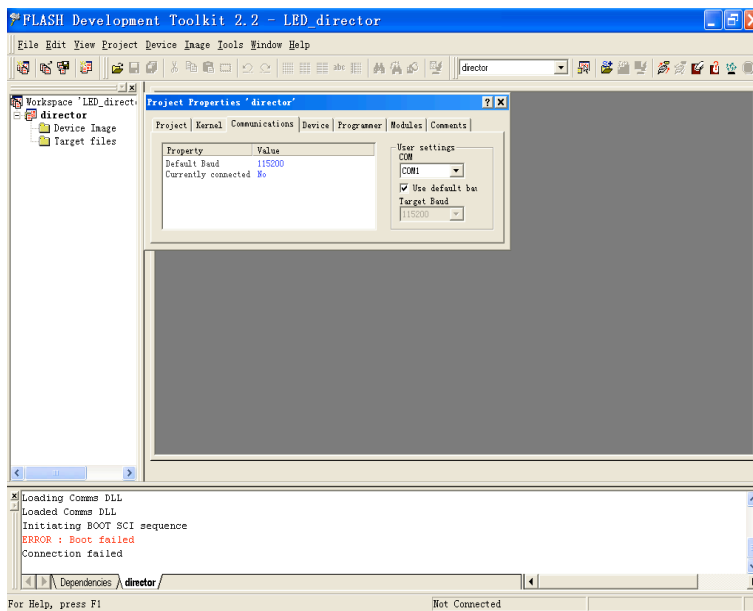 FLASH Development Toolkit 2.2 - LED_director
File Edit View Project Device Image Tools Window Help
abc
director
Workspace 'LED_direct
director
Device Image
Target files
Project Properties 'director'
Project Kernel Communications Device Programmer Modules Comments
Property Value
Default Baud 115200
Currently connected No
User settings
COM
COM1
Use default bau
Target Baud
115200
Loading Comms DLL
Loaded Comms DLL
Initiating BOOT SCI sequence
ERROR : Boot failed
Connection failed
Dependencies director
For Help, press F1
Not Connected